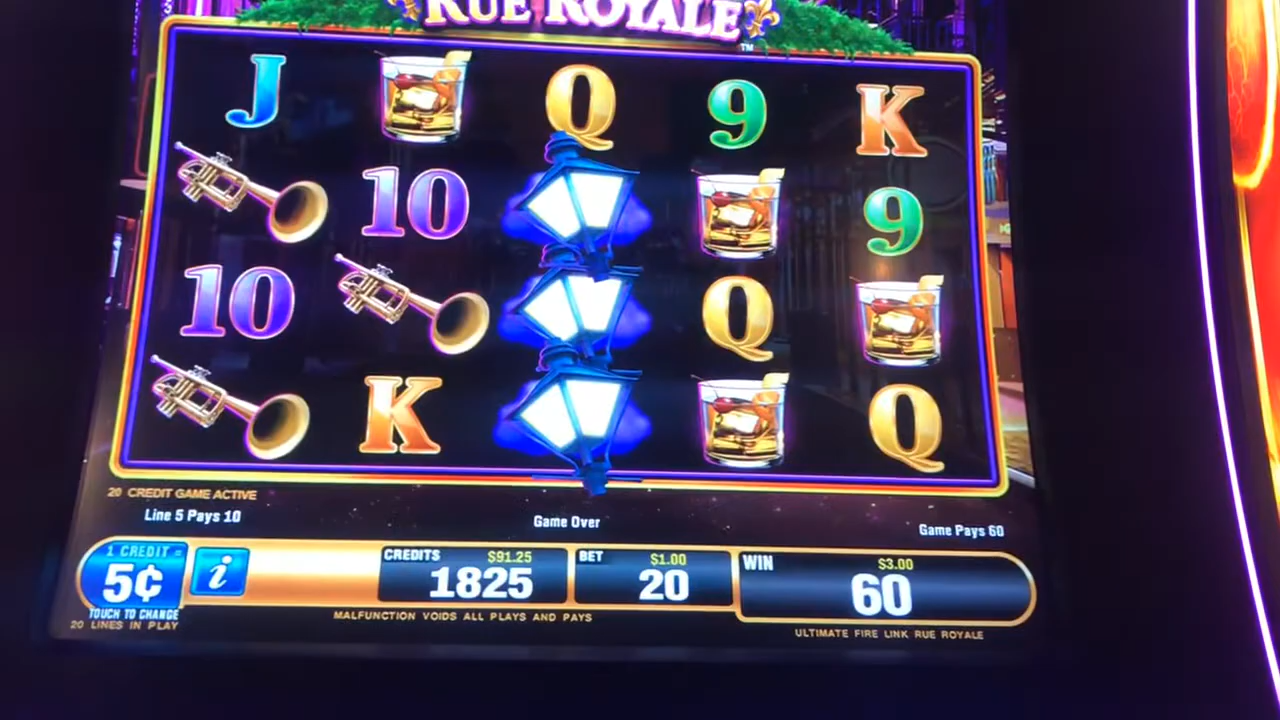 RUE ROYALE™
J Q 9 K
10 9
10 Q
K Q
20 CREDIT GAME ACTIVE
Line 5 Pays 10
Game Over
Game Pays 60
1 CREDIT =
5¢
TOUCH TO CHANGE
20 LINES IN PLAY
i
CREDITS $91.25
1825
BET $1.00
20
WIN $3.00
60
MALFUNCTION VOIDS ALL PLAYS AND PAYS
ULTIMATE FIRE LINK RUE ROYALE